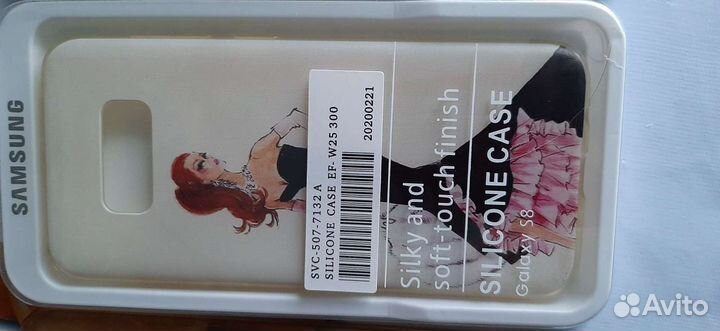 SAMSUNG
SVC-507-7132 A
SILICONE CASE EF- W25 300
20200221
Silky and
soft-touch finish
SILICONE CASE
Galaxy S8
Avito